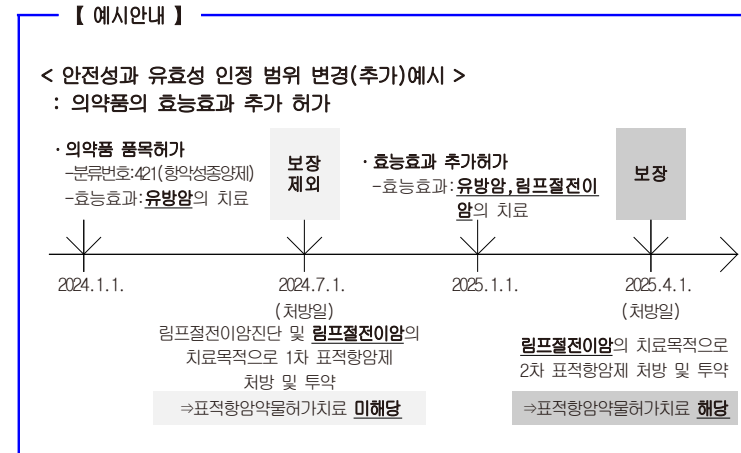 【 예시안내 】
< 안전성과 유효성 인정 범위 변경(추가)예시 >
: 의약품의 효능효과 추가 허가
· 의약품 품목허가
-분류번호:421(항악성종양제)
-효능효과:유방암의 치료
보장
제외
· 효능효과 추가허가
-효능효과:유방암,림프절전이
암의 치료
보장
2024.1.1.
2024.7.1.
(처방일)
2025.1.1.
2025.4.1.
(처방일)
림프절전이암진단 및 림프절전이암의
치료목적으로 1차 표적항암제
처방 및 투약
⇒표적항암약물허가치료 미해당
림프절전이암의 치료목적으로
2차 표적항암제 처방 및 투약
⇒표적항암약물허가치료 해당